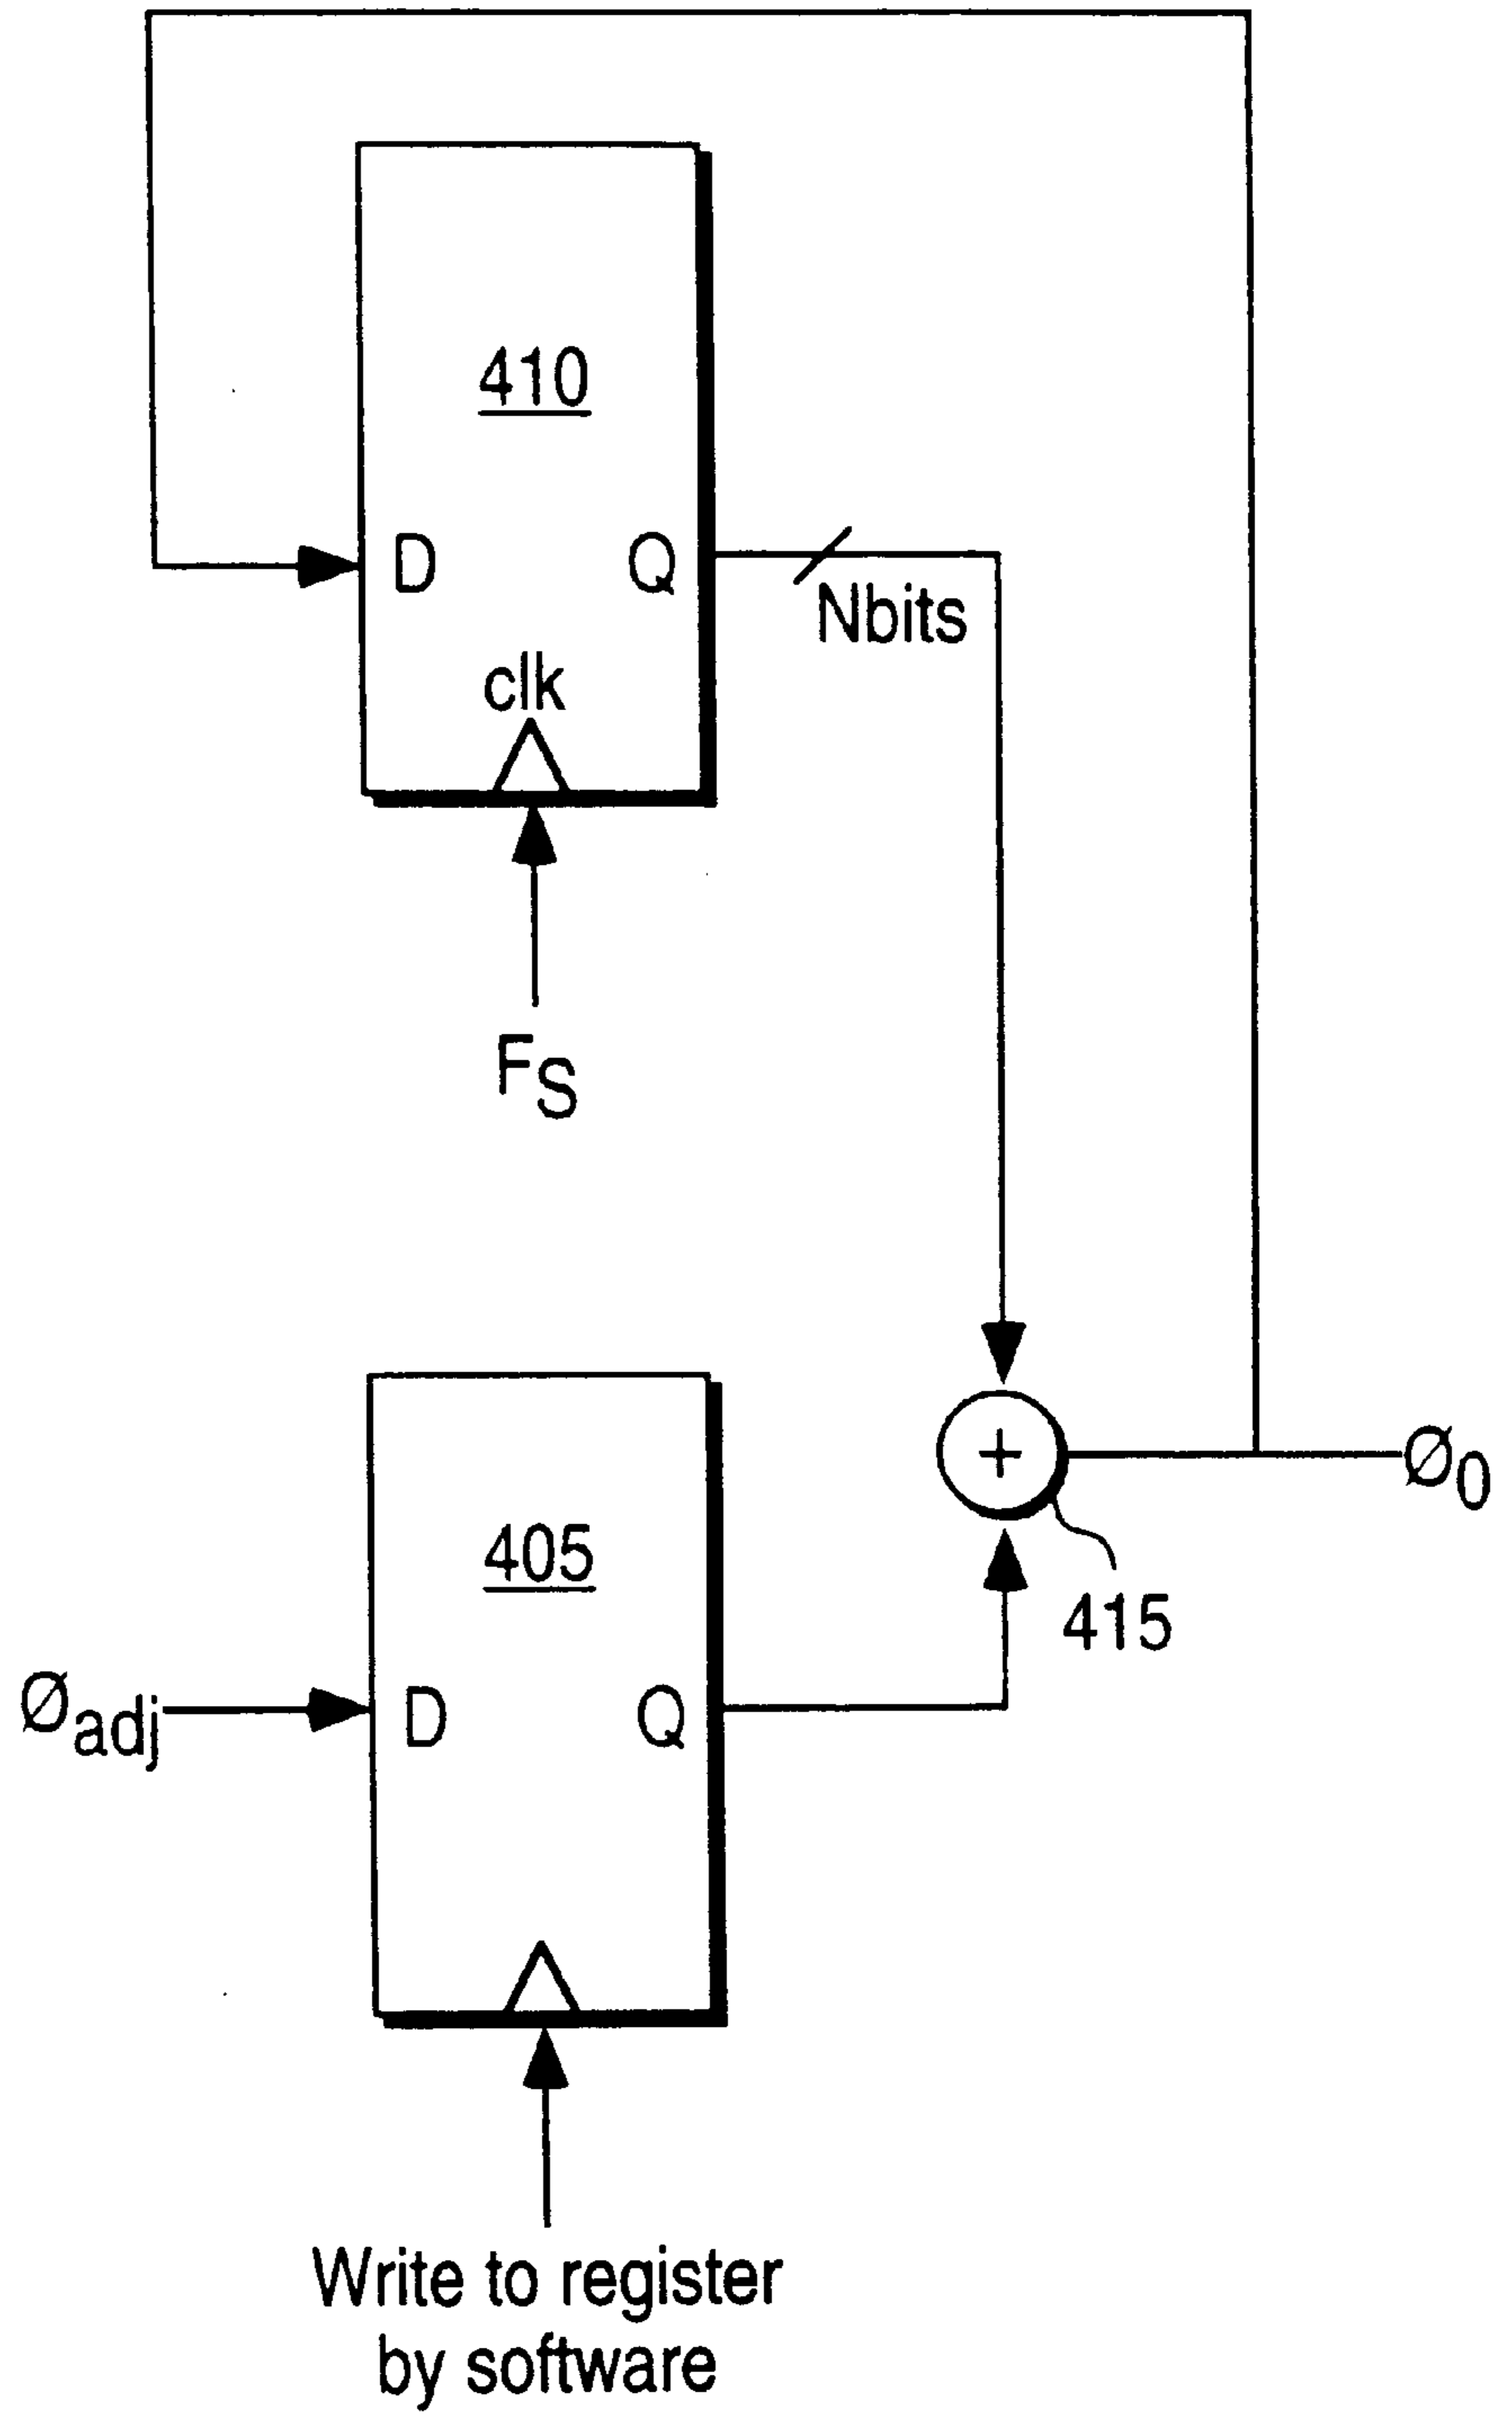 410
D
Q
Nbits
clk
FS
405
Ø0
415
Øadj
D
Q
Write to register
by software